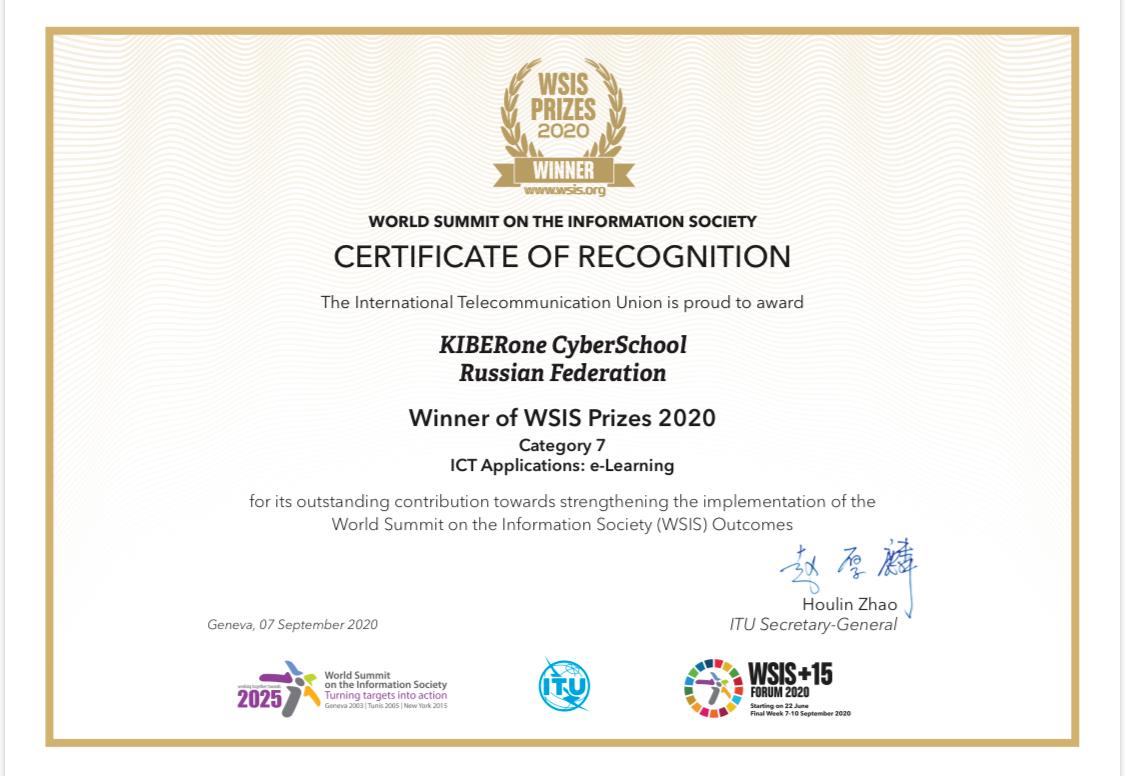 WSIS
PRIZES
2020
WINNER
www.wsis.org
WORLD SUMMIT ON THE INFORMATION SOCIETY
CERTIFICATE OF RECOGNITION
The International Telecommunication Union is proud to award
KIBERone CyberSchool
Russian Federation
Winner of WSIS Prizes 2020
Category 7
ICT Applications: e-Learning
for its outstanding contribution towards strengthening the implementation of the
World Summit on the Information Society (WSIS) Outcomes
赵厚麟
Houlin Zhao
Geneva, 07 September 2020
ITU Secretary-General
working together towards
2025
World Summit
on the Information Society
Turning targets into action
Geneva 2003 | Tunis 2005 | New York 2015
ITU
WSIS+15
FORUM 2020
Starting on 22 June
Final Week 7-10 September 2020